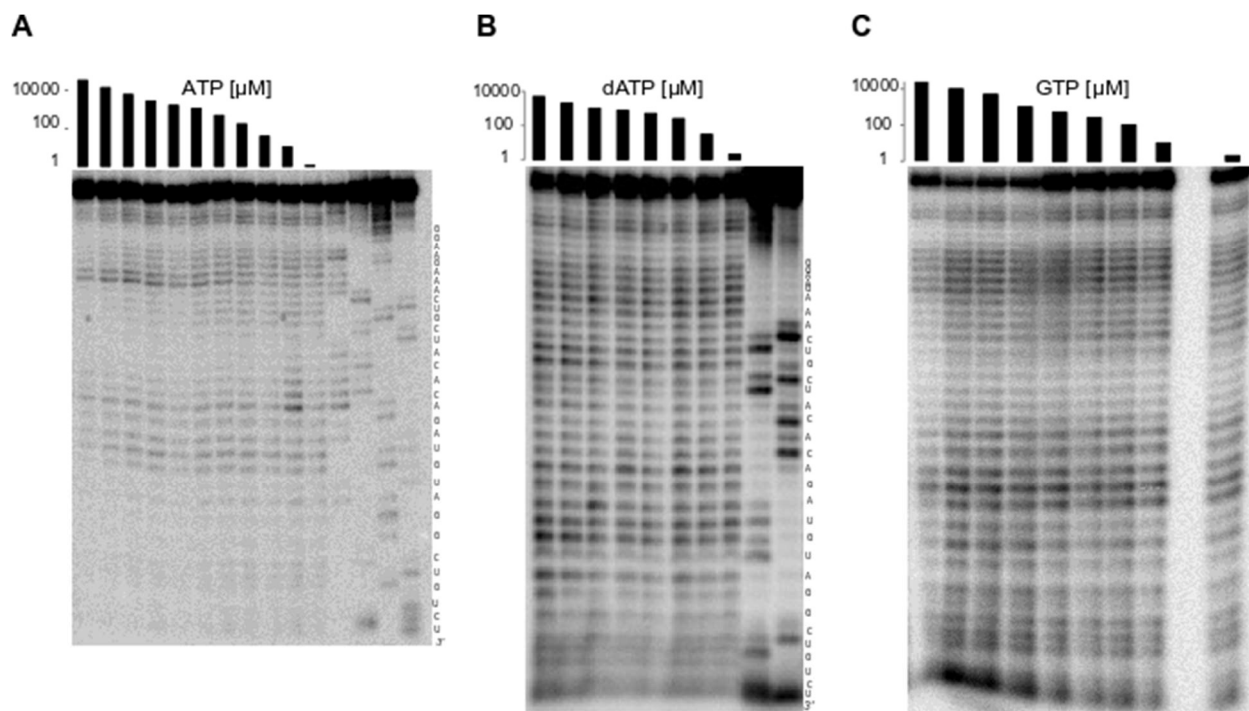 A
B
C
ATP [µM]
10000
100
1
dATP [µM]
10000
100
1
GTP [µM]
10000
100
1
A A A C U G C U A C A C A G A U G U A G G C U G U C U 3'
A A A C U G C U A C A C A G A U G U A G G C U G U C U 3'